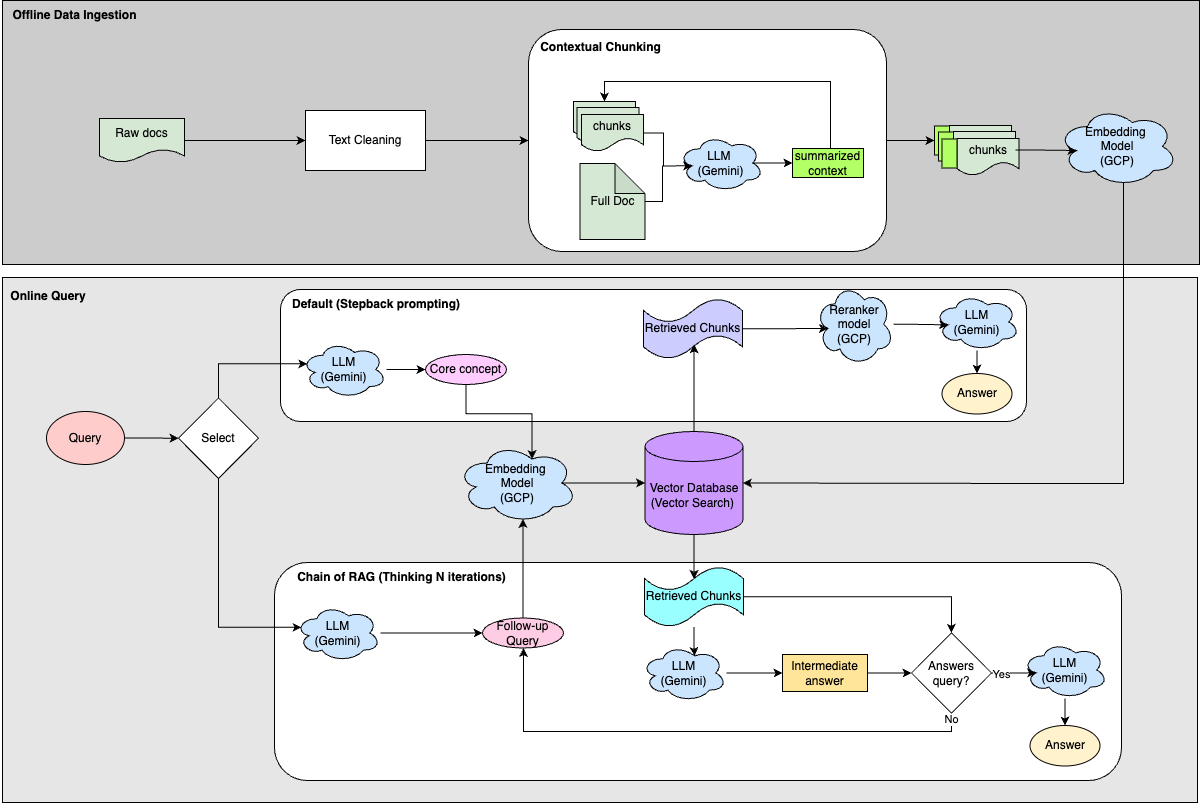 Offline Data Ingestion
Contextual Chunking
Raw docs
Text Cleaning
chunks
Full Doc
LLM
(Gemini)
summarized
context
chunks
Embedding
Model
(GCP)
Online Query
Default (Stepback prompting)
LLM
(Gemini)
Core concept
Retrieved Chunks
Reranker
model
(GCP)
LLM
(Gemini)
Answer
Query
Select
Embedding
Model
(GCP)
Vector Database
(Vector Search)
Chain of RAG (Thinking N iterations)
LLM
(Gemini)
Follow-up
Query
Retrieved Chunks
LLM
(Gemini)
Intermediate
answer
Answers
query?
Yes
No
LLM
(Gemini)
Answer